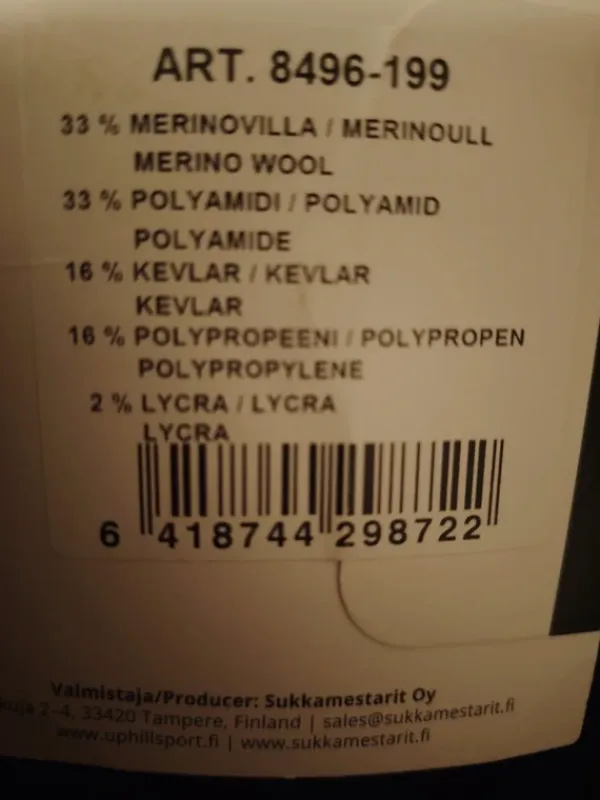 ART. 8496-199
33 % MERINOVILLA / MERINOULL
MERINO WOOL
33 % POLYAMIDI / POLYAMID
POLYAMIDE
16 % KEVLAR / KEVLAR
KEVLAR
16 % POLYPROPEENI / POLYPROPEN
POLYPROPYLENE
2 % LYCRA / LYCRA
LYCRA
6 418744 298722
Valmistaja/Producer: Sukkamestarit Oy
2-4, 33420 Tampere, Finland | sales@sukkamestarit.fi
www.uphillsport.fi | www.sukkamestarit.fi